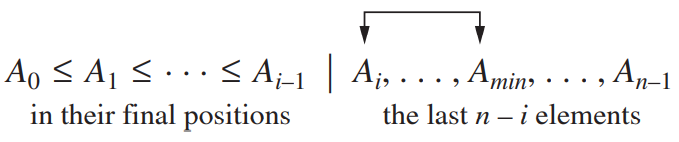 A₀ ≤ A₁ ≤ · · · ≤ Aᵢ₋₁ | Aᵢ, . . . , Aₘᵢₙ, . . . , Aₙ₋₁
in their final positions the last n – i elements